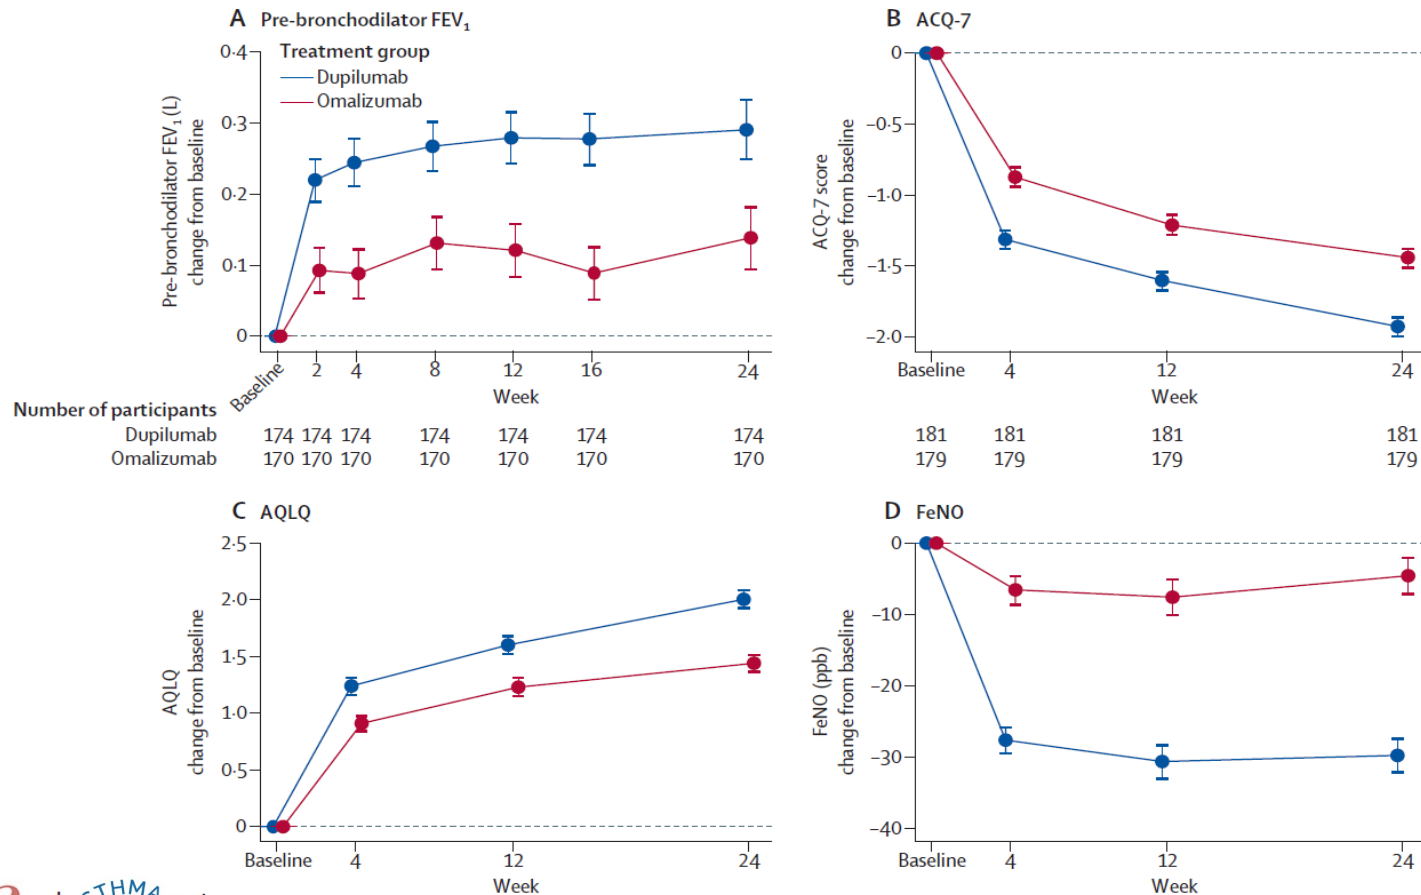 A Pre-bronchodilator FEV1
Treatment group
Dupilumab
Omalizumab
Pre-bronchodilator FEV1 (L)
change from baseline
0·4
0·3
0·2
0·1
0
Baseline 2 4 8 12 16 24
Week
Number of participants
Dupilumab 174 174 174 174 174 174 174
Omalizumab 170 170 170 170 170 170 170
B ACQ-7
ACQ-7 score
change from baseline
0
–0·5
–1·0
–1·5
–2·0
Baseline 4 12 24
Week
181 181 181 181
179 179 179 179
C AQLQ
AQLQ
change from baseline
2·5
2·0
1·5
1·0
0·5
0
Baseline 4 12 24
Week
D FeNO
FeNO (ppb)
change from baseline
0
–10
–20
–30
–40
Baseline 4 12 24
Week